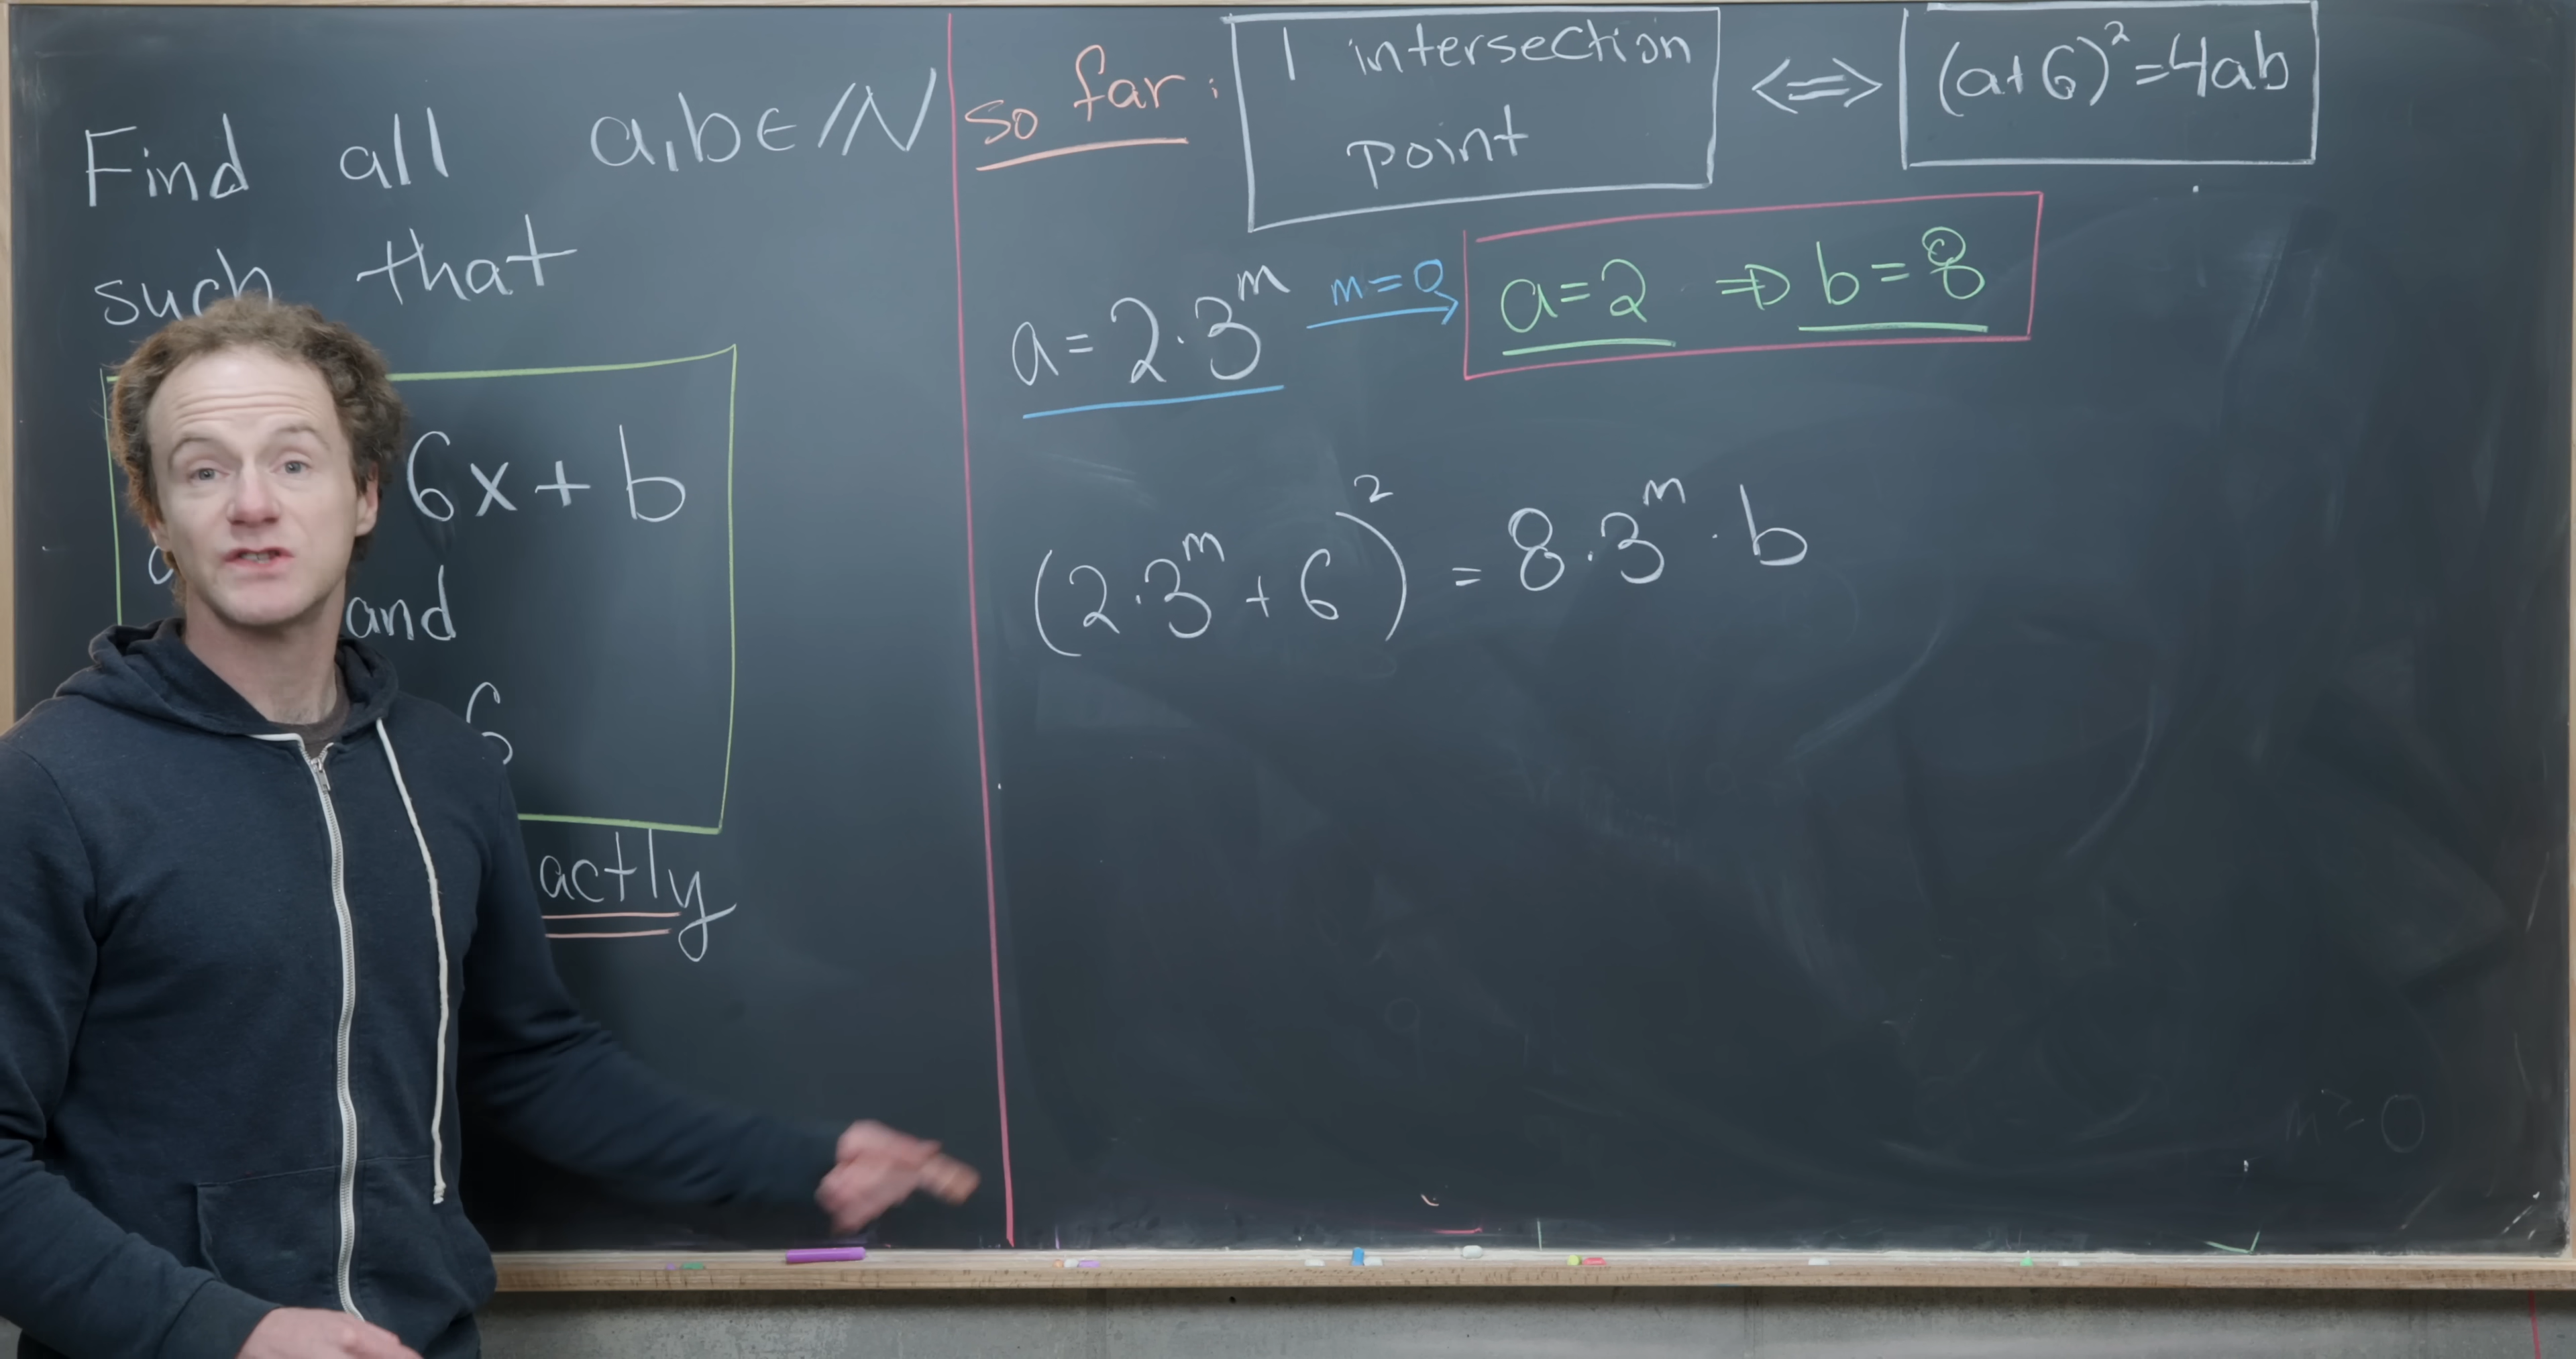 Find all a,b∈ℕ
such that
6x + b
and
6
actly
so far:
1 intersection
point
<=>
(a+6)²=4ab
a=2·3^m
m=0
a=2 ⇒ b=8
(2·3^m+6)² = 8·3^m·b